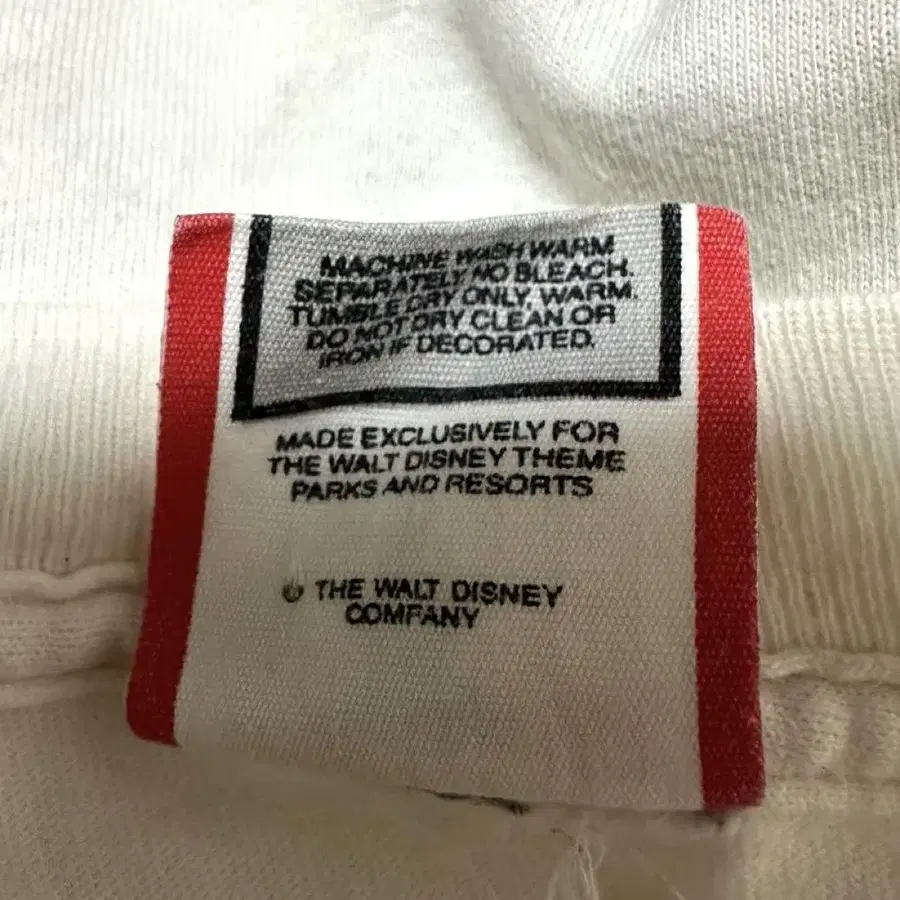 MACHINE WASH WARM
SEPARATELY NO BLEACH.
TUMBLE DRY ONLY, WARM.
DO NOT DRY CLEAN OR
IRON IF DECORATED.
MADE EXCLUSIVELY FOR
THE WALT DISNEY THEME
PARKS AND RESORTS
© THE WALT DISNEY
COMPANY